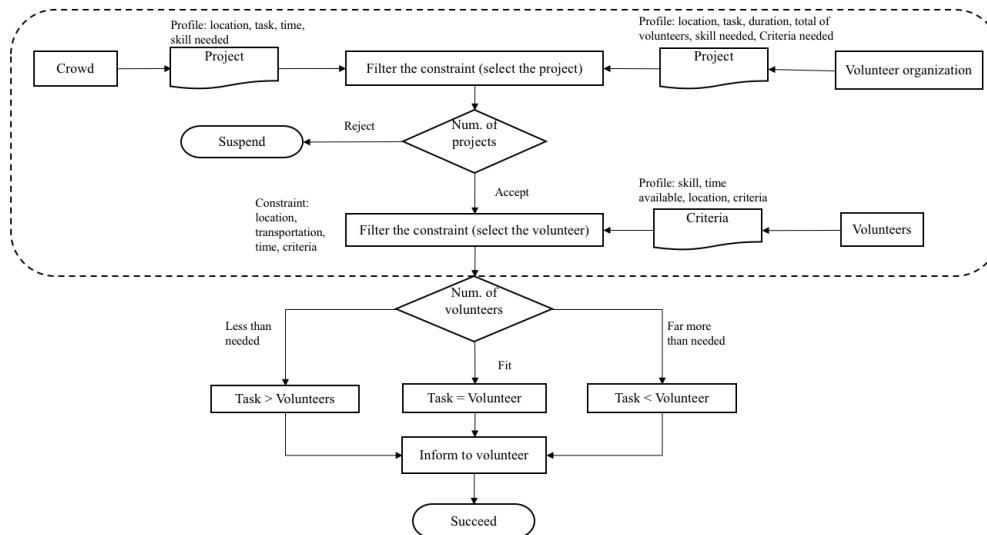 Profile: location, task, time,
skill needed
Profile: location, task, duration, total of
volunteers, skill needed, Criteria needed
Crowd
Project
Filter the constraint (select the project)
Project
Volunteer organization
Num. of
projects
Reject
Suspend
Accept
Constraint:
location,
transportation,
time, criteria
Filter the constraint (select the volunteer)
Profile: skill, time
available, location, criteria
Criteria
Volunteers
Num. of
volunteers
Less than
needed
Far more
than needed
Fit
Task > Volunteers
Task = Volunteer
Task < Volunteer
Inform to volunteer
Succeed